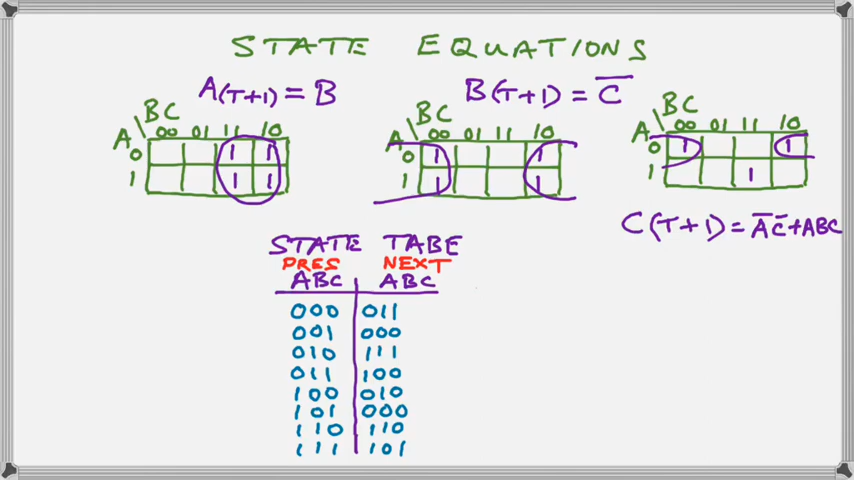 STATE EQUATIONS
A(T+1) = B
B(T+1) = C̅
A\BC 00 01 11 10
0 1 1
1 1 1
A\BC 00 01 11 10
0 1 1
1 1 1
A\BC 00 01 11 10
0 1 1
1 1
C(T+1) = A̅C̅+ABC
STATE TABE
PRES NEXT
ABC ABC
000 011
001 000
010 111
011 100
100 010
101 000
110 110
111 101